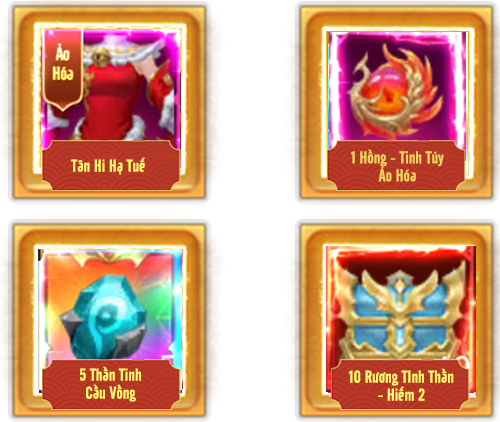 Ảo
Hóa
Tân Hi Hạ Tuế
1 Hồng - Tinh Túy
Ảo Hóa
5 Thần Tinh
Cầu Vồng
10 Rương TInh Thần
- Hiếm 2